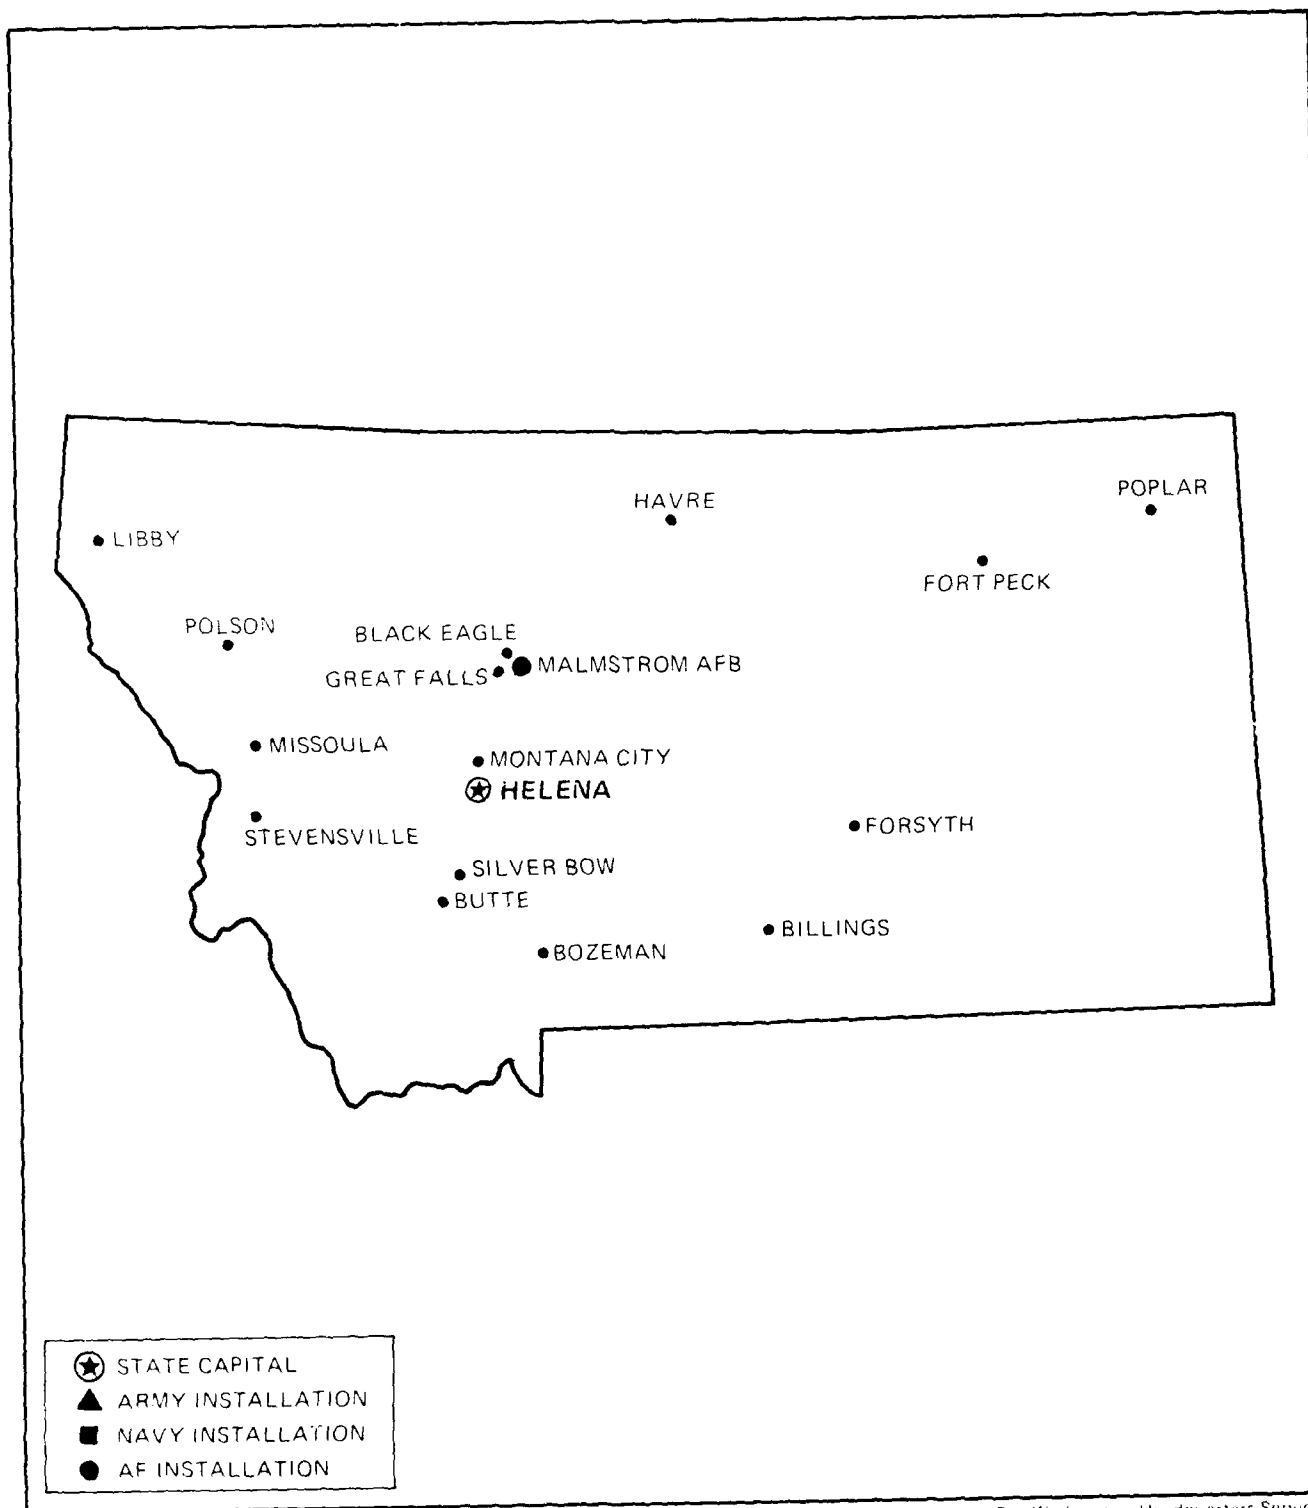 HAVRE
POPLAR
LIBBY
FORT PECK
POLSON
BLACK EAGLE
MALMSTROM AFB
GREAT FALLS
MISSOULA
MONTANA CITY
HELENA
STEVENSVILLE
FORSYTH
SILVER BOW
BUTTE
BILLINGS
BOZEMAN
STATE CAPITAL
ARMY INSTALLATION
NAVY INSTALLATION
AF INSTALLATION